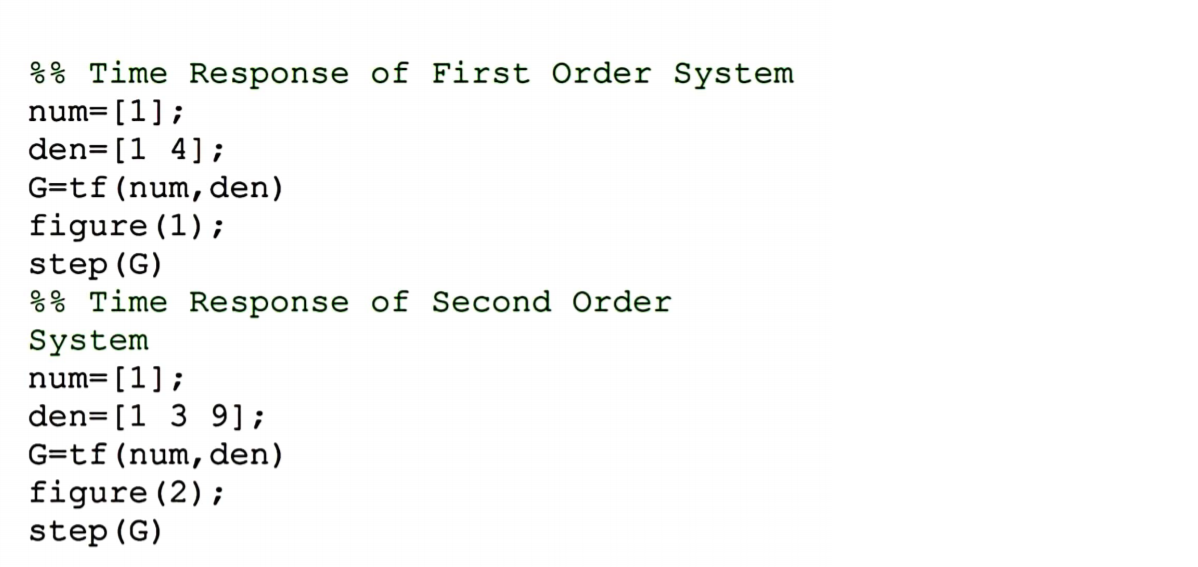 %% Time Response of First Order System
num=[1];
den=[1 4];
G=tf(num,den)
figure(1);
step(G)
%% Time Response of Second Order
System
num=[1];
den=[1 3 9];
G=tf(num,den)
figure(2);
step(G)